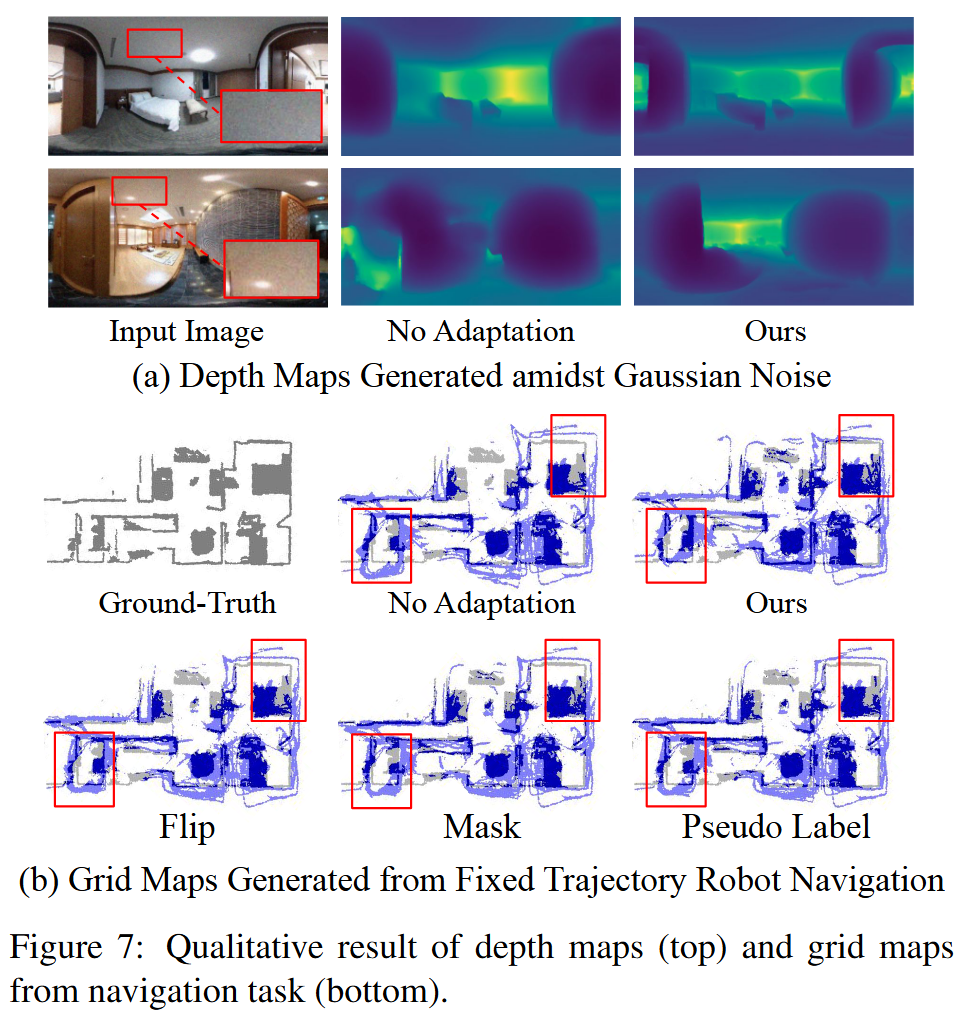 Input Image
No Adaptation
Ours
(a) Depth Maps Generated amidst Gaussian Noise
Ground-Truth
No Adaptation
Ours
Flip
Mask
Pseudo Label
(b) Grid Maps Generated from Fixed Trajectory Robot Navigation
Figure 7: Qualitative result of depth maps (top) and grid maps
from navigation task (bottom).